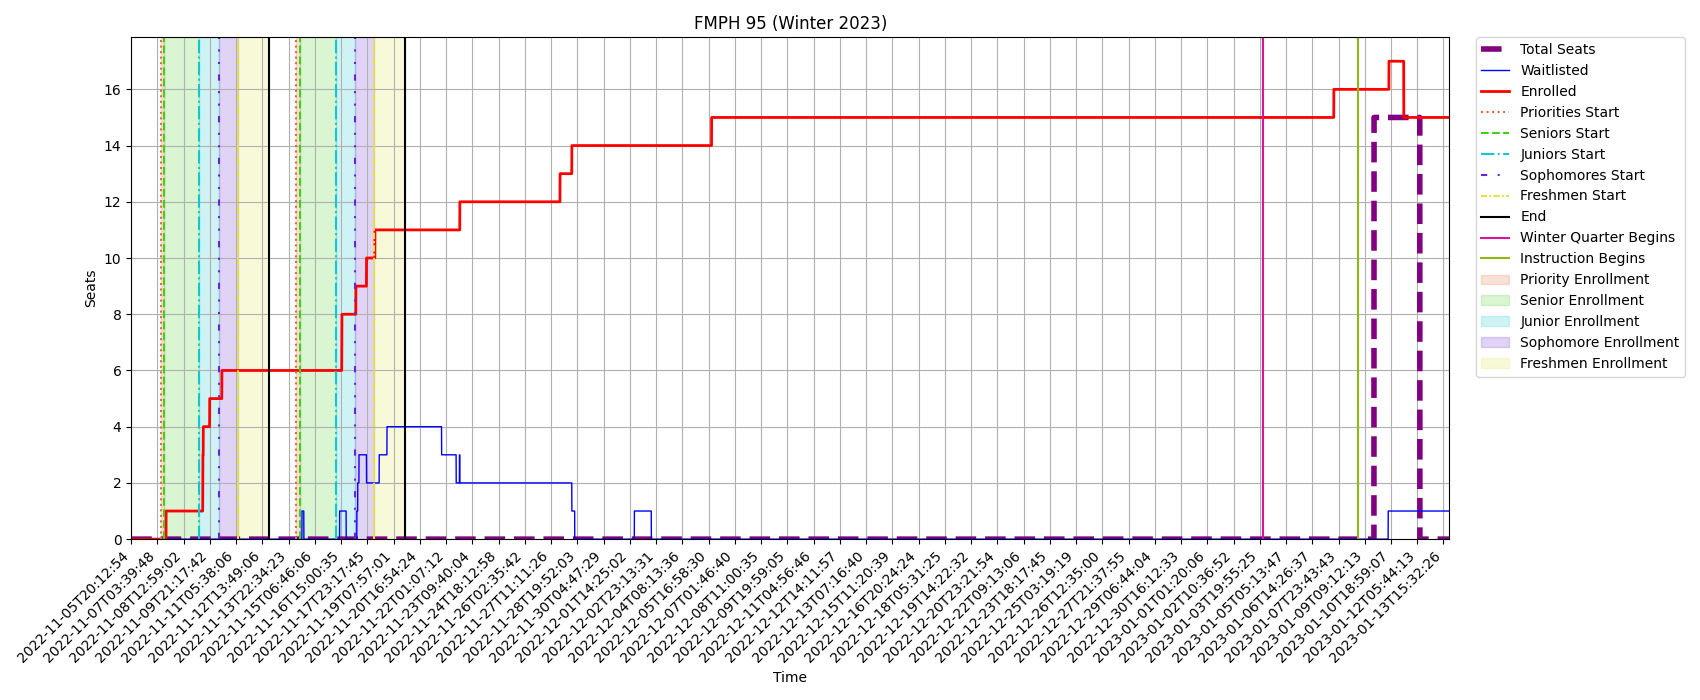 FMPH 95 (Winter 2023)
Seats
16
14
12
10
8
6
4
2
0
2022-11-05T20:12:54
2022-11-07T03:39:48
2022-11-08T12:59:02
2022-11-09T21:17:42
2022-11-11T05:38:06
2022-11-12T13:49:06
2022-11-13T22:34:23
2022-11-15T06:46:06
2022-11-16T15:00:35
2022-11-17T23:17:45
2022-11-19T07:57:01
2022-11-20T16:54:24
2022-11-22T01:07:12
2022-11-23T09:40:04
2022-11-24T18:12:58
2022-11-26T02:35:42
2022-11-27T11:11:26
2022-11-28T19:52:03
2022-11-30T04:47:29
2022-12-01T14:25:02
2022-12-02T23:13:31
2022-12-04T08:13:36
2022-12-05T16:58:30
2022-12-07T01:46:40
2022-12-08T11:00:35
2022-12-09T19:59:05
2022-12-11T04:56:46
2022-12-12T14:11:57
2022-12-13T07:16:40
2022-12-15T11:20:39
2022-12-16T20:24:24
2022-12-18T05:31:25
2022-12-19T14:22:32
2022-12-20T23:21:54
2022-12-22T09:13:06
2022-12-23T18:17:45
2022-12-25T03:19:19
2022-12-26T12:35:00
2022-12-27T21:37:55
2022-12-29T06:44:04
2022-12-30T16:12:33
2023-01-01T01:20:06
2023-01-02T10:36:52
2023-01-03T19:55:25
2023-01-05T05:13:47
2023-01-06T14:26:37
2023-01-07T23:43:43
2023-01-09T09:12:13
2023-01-10T18:59:07
2023-01-12T05:44:13
2023-01-13T15:32:26
Time
Total Seats
Waitlisted
Enrolled
Priorities Start
Seniors Start
Juniors Start
Sophomores Start
Freshmen Start
End
Winter Quarter Begins
Instruction Begins
Priority Enrollment
Senior Enrollment
Junior Enrollment
Sophomore Enrollment
Freshmen Enrollment